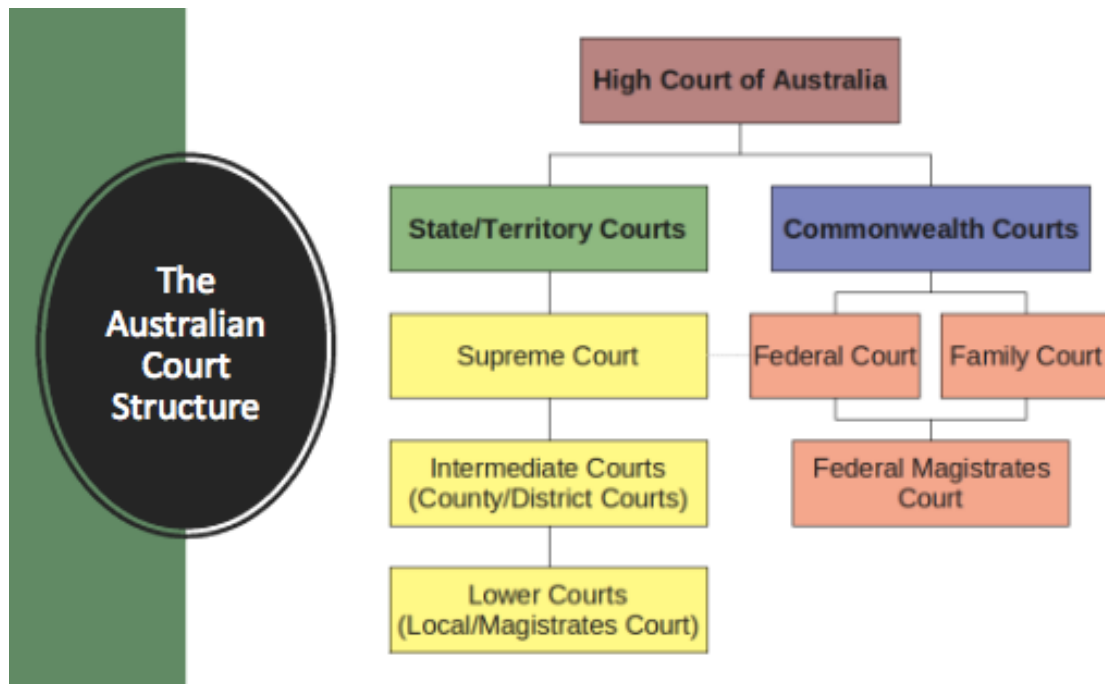 The
Australian
Court
Structure
High Court of Australia
State/Territory Courts
Commonwealth Courts
Supreme Court
Federal Court
Family Court
Intermediate Courts
(County/District Courts)
Federal Magistrates
Court
Lower Courts
(Local/Magistrates Court)